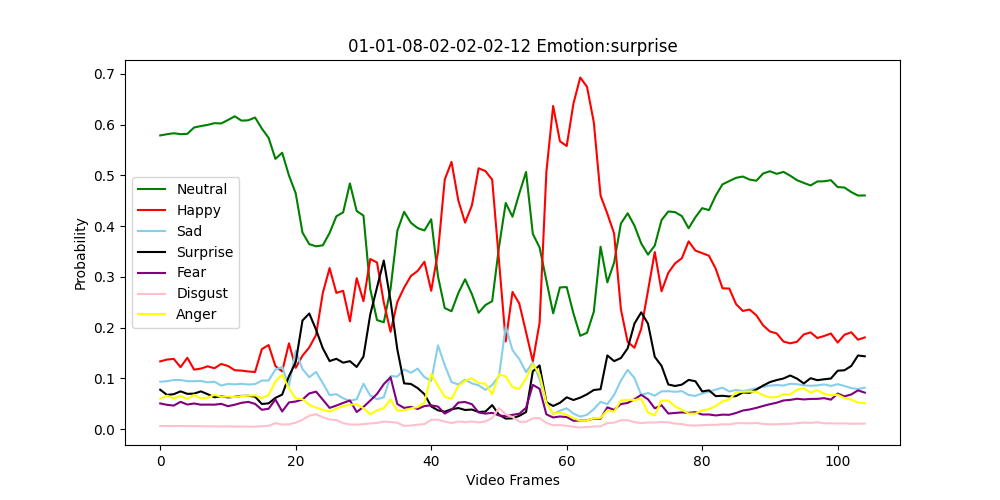 01-01-08-02-02-02-12 Emotion:surprise
Probability
0.7
0.6
0.5
0.4
0.3
0.2
0.1
0.0
Neutral
Happy
Sad
Surprise
Fear
Disgust
Anger
0 20 40 60 80 100
Video Frames